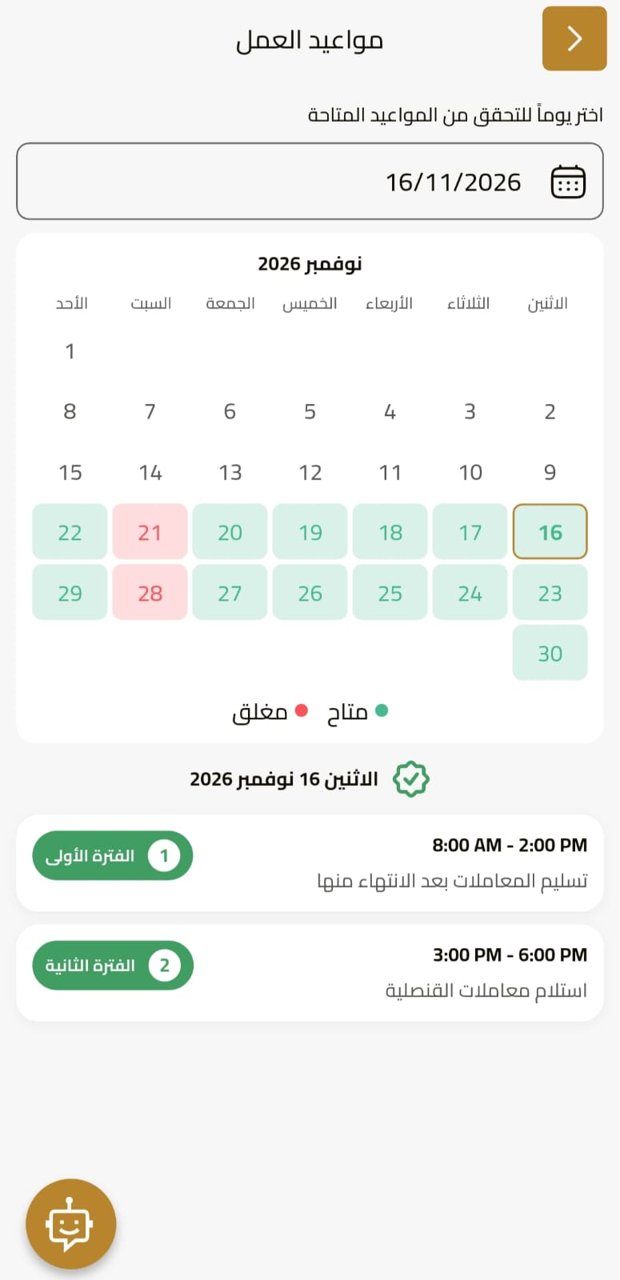 مواعيد العمل
اختر يوماً للتحقق من المواعيد المتاحة
16/11/2026
نوفمبر 2026
الاثنين الثلاثاء الأربعاء الخميس الجمعة السبت الأحد
1
2 3 4 5 6 7 8
9 10 11 12 13 14 15
16 17 18 19 20 21 22
23 24 25 26 27 28 29
30
متاح مغلق
الاثنين 16 نوفمبر 2026
8:00 AM - 2:00 PM
تسليم المعاملات بعد الانتهاء منها
1 الفترة الأولى
3:00 PM - 6:00 PM
استلام معاملات القنصلية
2 الفترة الثانية